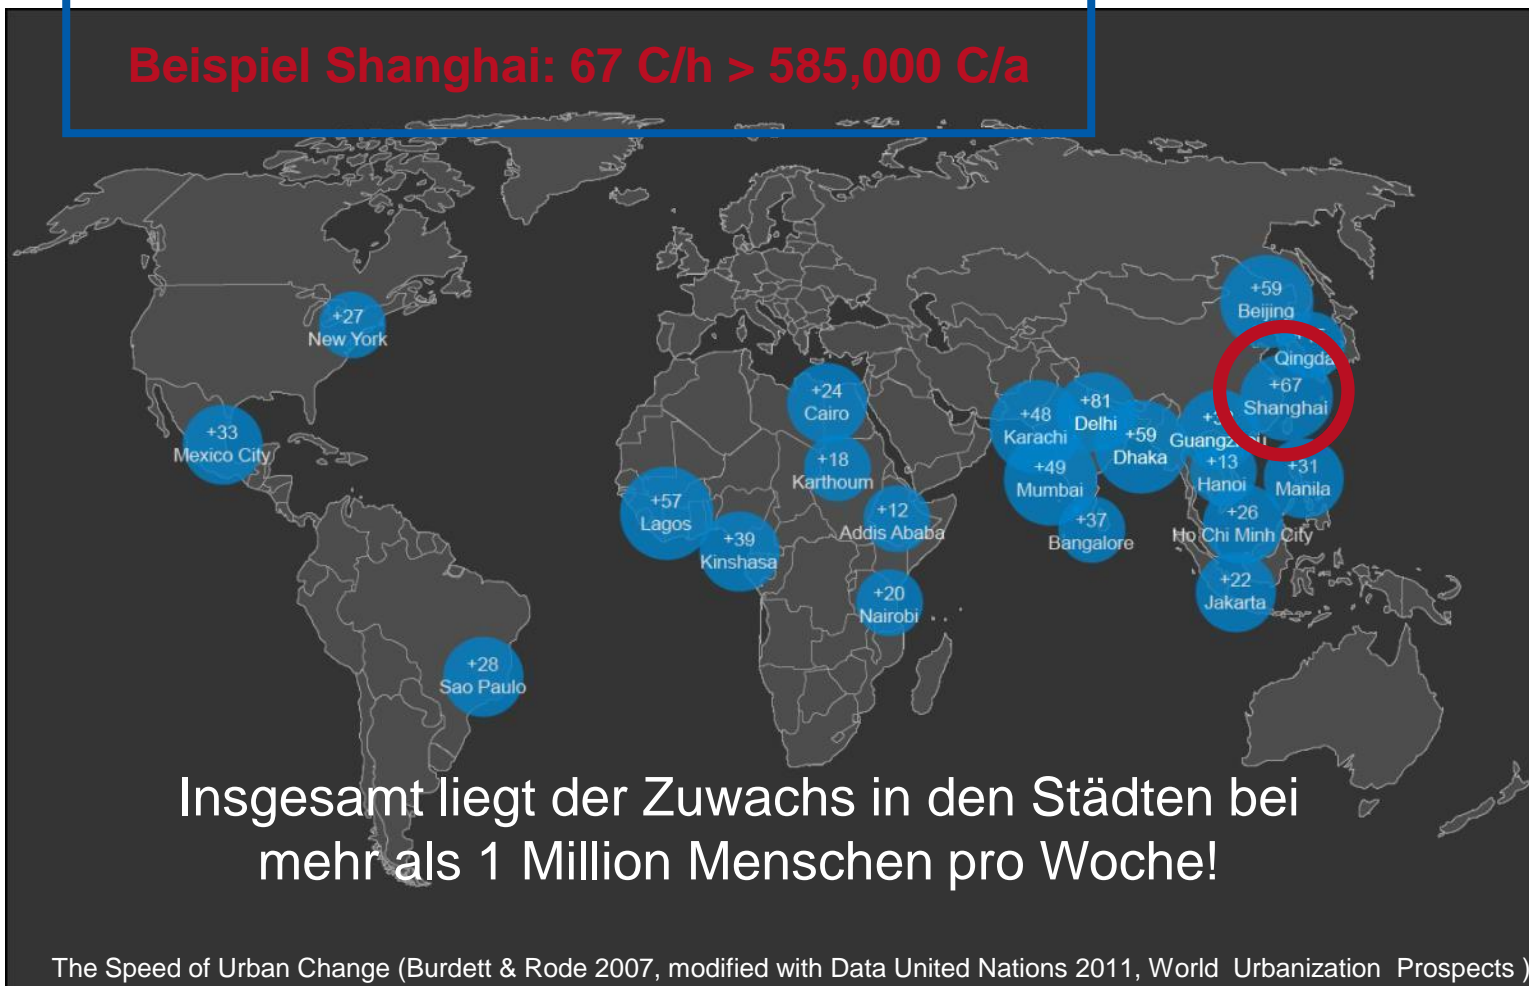 Beispiel Shanghai: 67 C/h > 585,000 C/a
+59
Beijing
+27
New York
Qingda
+67
Shanghai
+24
Cairo
+81
Delhi
+48
Karachi
+59
Dhaka
Guangzhou
+33
Mexico City
+18
Karthoum
+49
Mumbai
+13
Hanoi
+31
Manila
+57
Lagos
+12
Addis Ababa
+37
Bangalore
+26
Ho Chi Minh City
+39
Kinshasa
+20
Nairobi
+22
Jakarta
+28
Sao Paulo
Insgesamt liegt der Zuwachs in den Städten bei
mehr als 1 Million Menschen pro Woche!
The Speed of Urban Change (Burdett & Rode 2007, modified with Data United Nations 2011, World Urbanization Prospects )